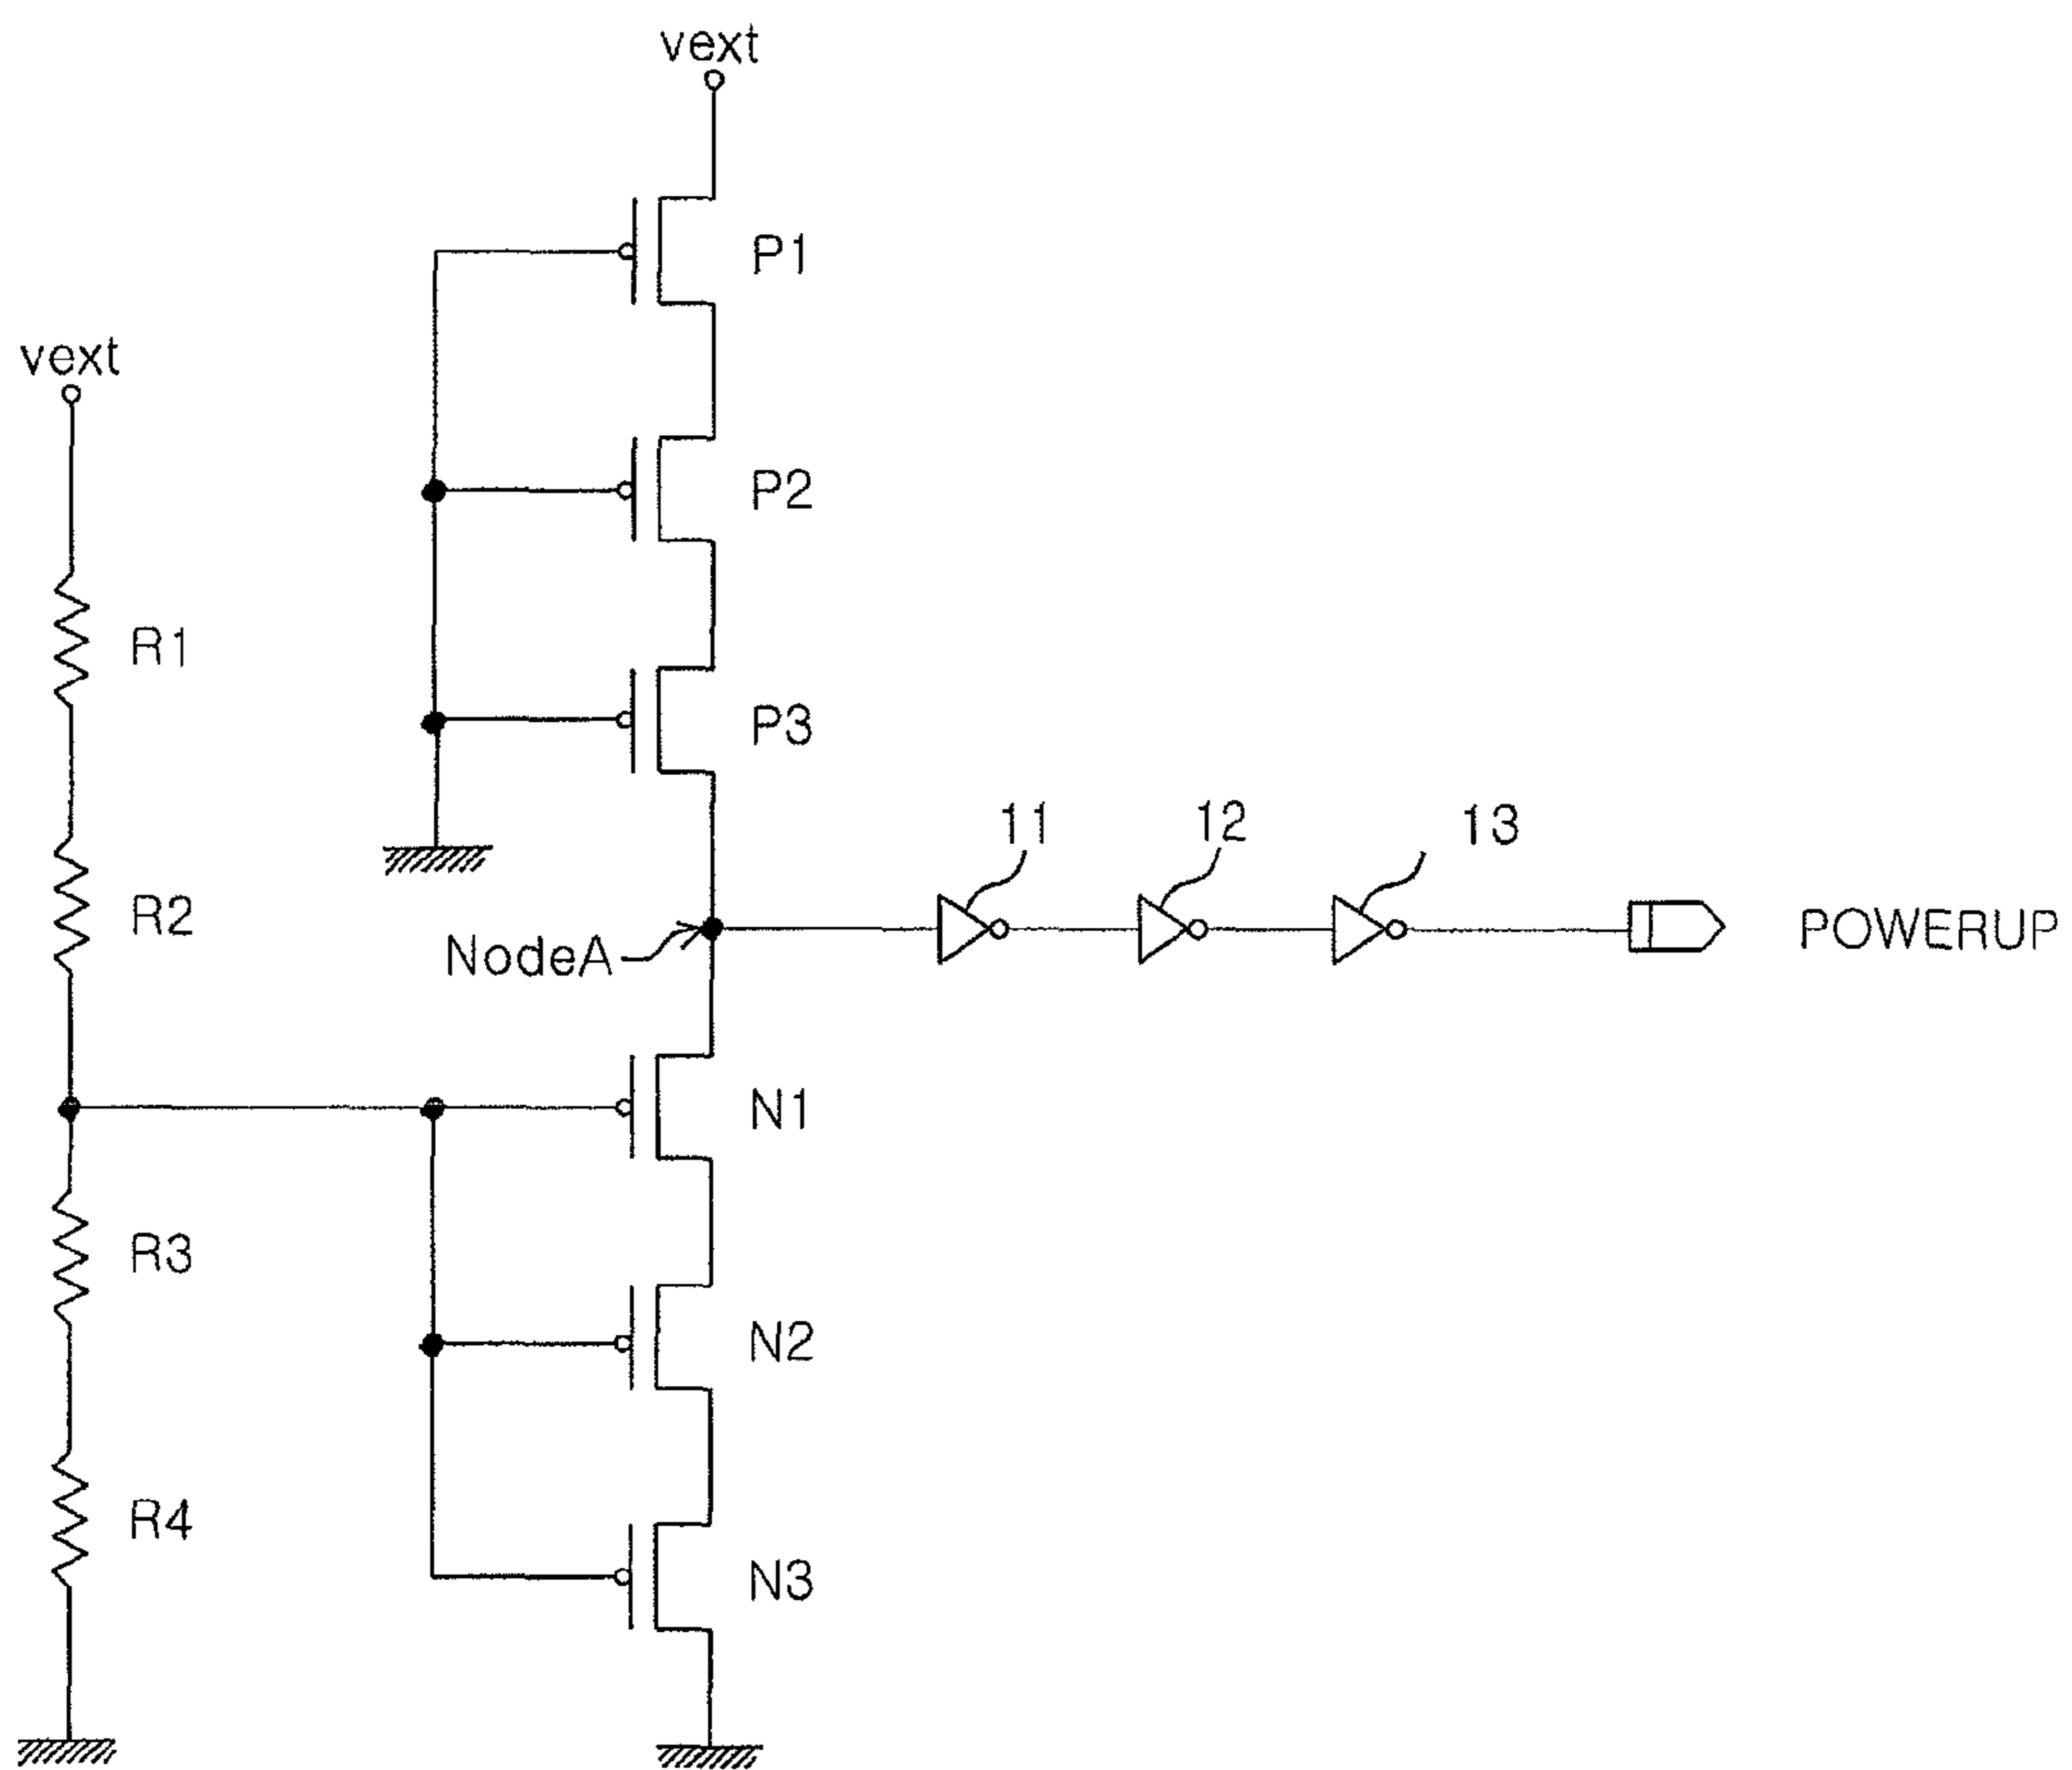 vext
P1
vext
P2
R1
P3
11
12
13
R2
NodeA
POWERUP
N1
R3
N2
R4
N3